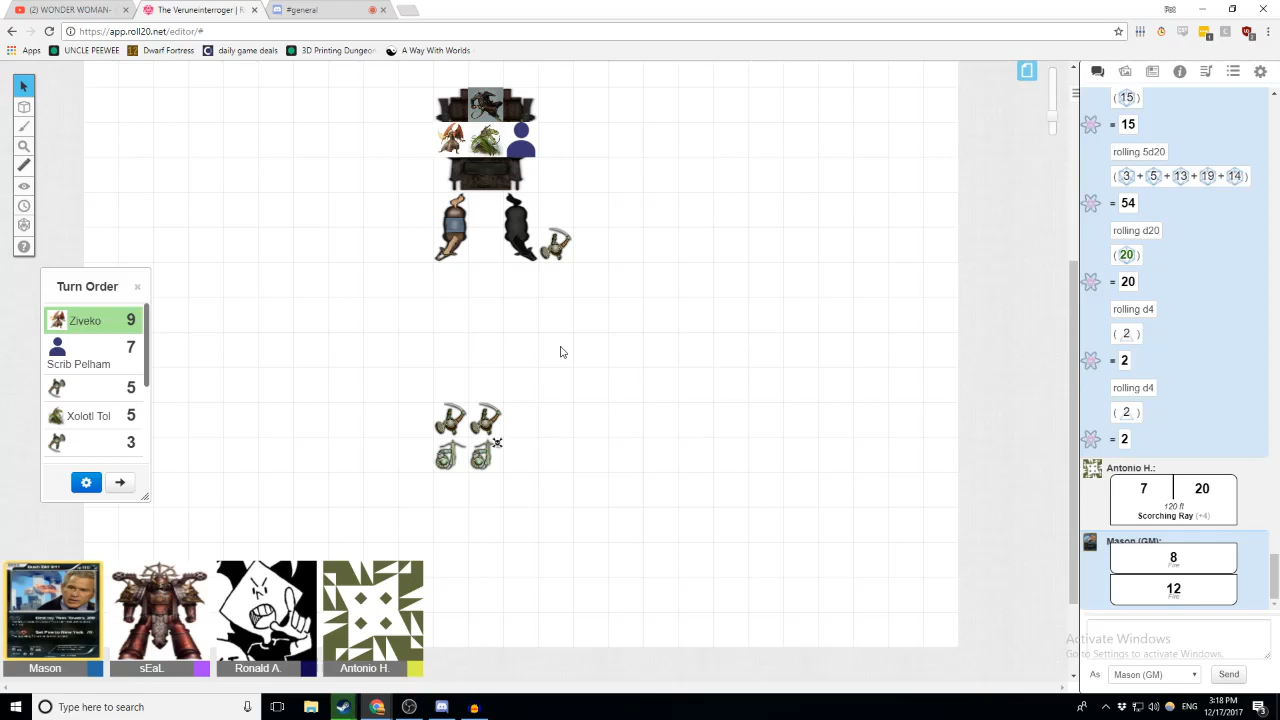 (2) WONDER WOMAN-
The Veruneinterroger | R
#general
https://app.roll20.net/editor/#
Apps
UNCLE PEEWEE
Dwarf Fortress
daily game deals
3D Printing Dungeon
A Way With Words
(15)
= 15
rolling 5d20
(3 + 5 + 13 + 19 + 14)
= 54
rolling d20
(20)
= 20
rolling d4
(2)
= 2
rolling d4
(2)
= 2
Antonio H.:
7 20
120 ft
Scorching Ray (+4)
Mason (GM):
8
Fire
12
Fire
Turn Order
Ziveko 9
7
Scrib Pelham
5
Xolotl Tol 5
3
Mason
sEaL
Ronald A.
Antonio H.
Activate Windows
Go to Settings to activate Windows.
As: Mason (GM) Send
Type here to search
3:18 PM
12/17/2017